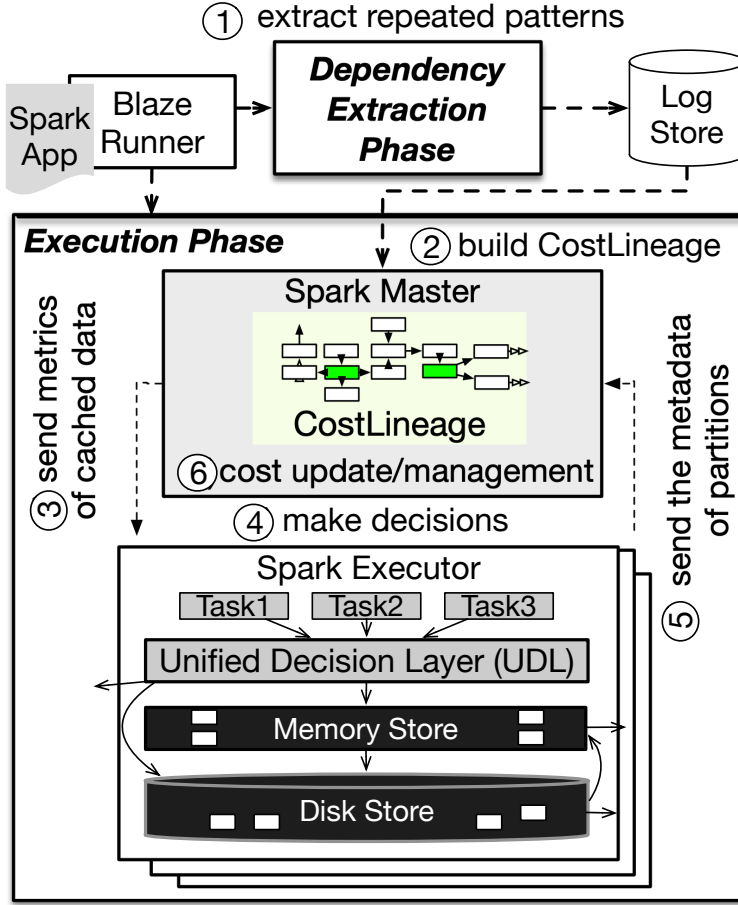 ① extract repeated patterns
Spark
App
Blaze
Runner
Dependency
Extraction
Phase
Log
Store
Execution Phase
② build CostLineage
Spark Master
CostLineage
⑥ cost update/management
③ send metrics
of cached data
④ make decisions
⑤ send the metadata
of partitions
Spark Executor
Task1 Task2 Task3
Unified Decision Layer (UDL)
Memory Store
Disk Store